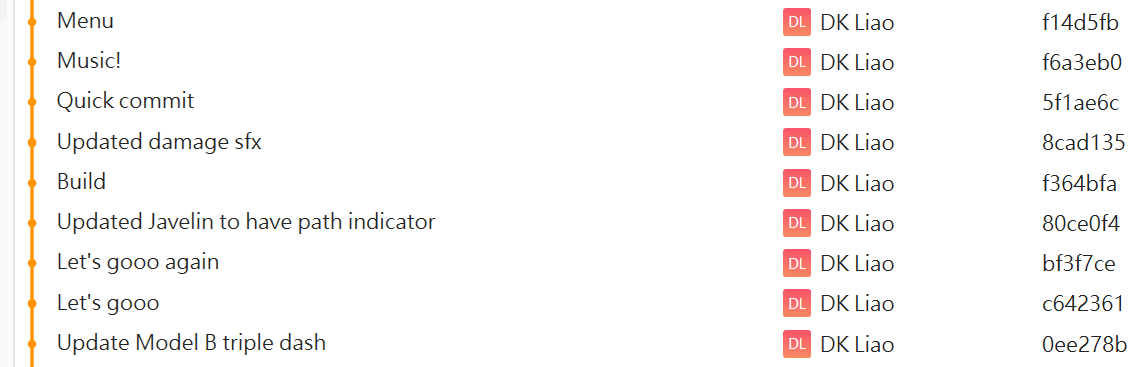 Menu DL DK Liao f14d5fb
Music! DL DK Liao f6a3eb0
Quick commit DL DK Liao 5f1ae6c
Updated damage sfx DL DK Liao 8cad135
Build DL DK Liao f364bfa
Updated Javelin to have path indicator DL DK Liao 80ce0f4
Let's gooo again DL DK Liao bf3f7ce
Let's gooo DL DK Liao c642361
Update Model B triple dash DL DK Liao 0ee278b